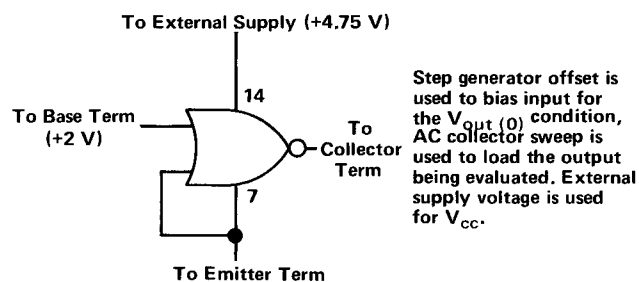 To External Supply (+4.75 V)
14
To Base Term
(+2 V)
To
Collector
Term
7
To Emitter Term
Step generator offset is
used to bias input for
the Vout (0) condition,
AC collector sweep is
used to load the output
being evaluated. External
supply voltage is used
for Vcc.